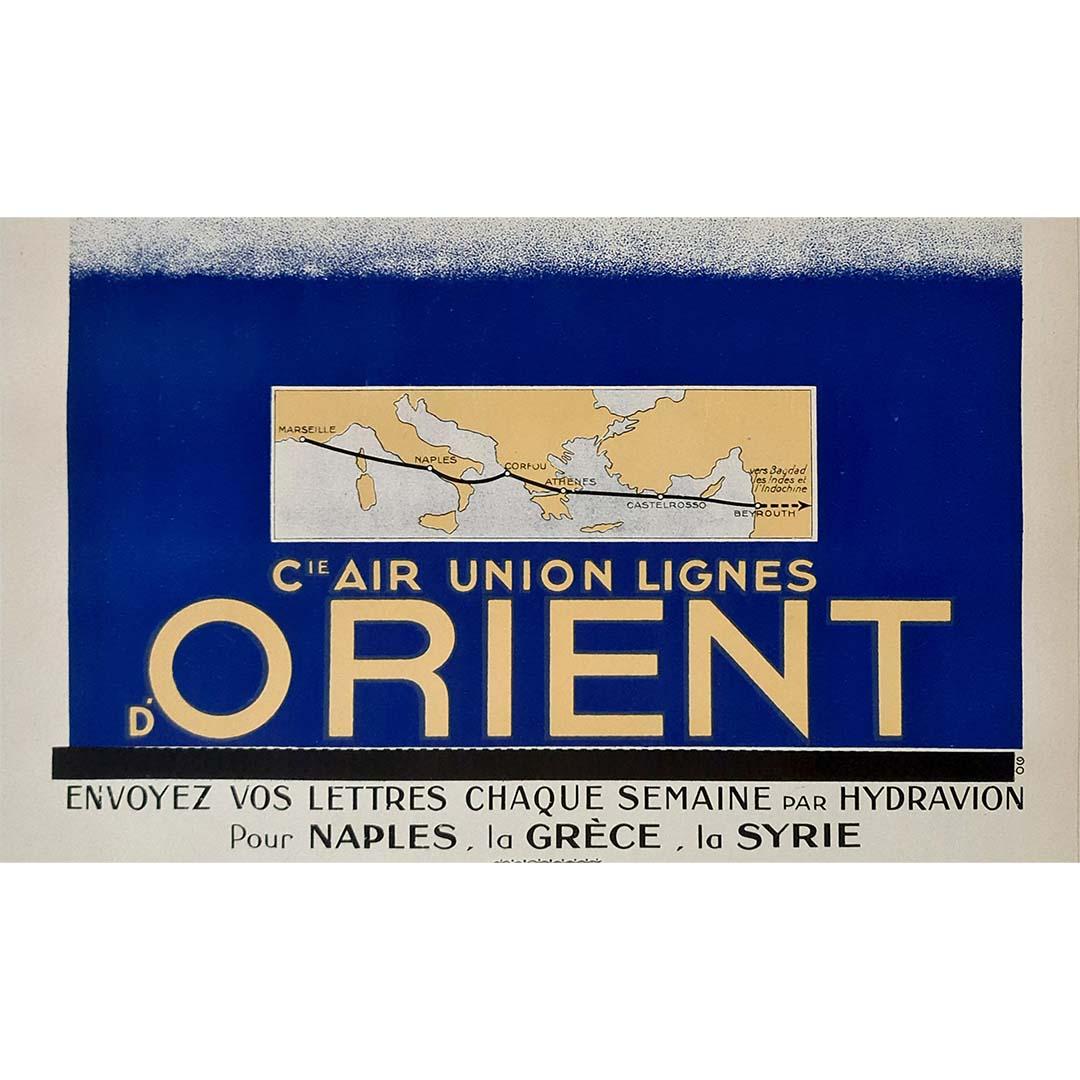 MARSEILLE
NAPLES
CORFOU
ATHÈNES
CASTELROSSO
BEYROUTH
vers Bagdad
les Indes et
l'Indochine
CIE AIR UNION LIGNES
D'ORIENT
ENVOYEZ VOS LETTRES CHAQUE SEMAINE PAR HYDRAVION
Pour NAPLES, la GRÈCE, la SYRIE